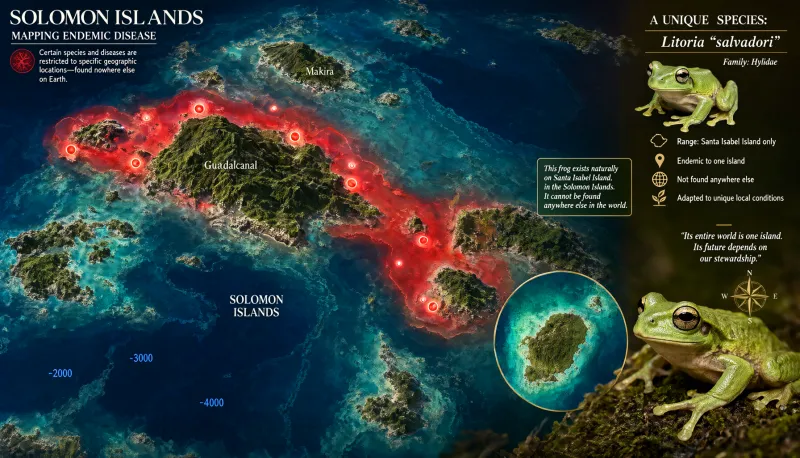 SOLOMON ISLANDS
MAPPING ENDEMIC DISEASE
Certain species and diseases are
restricted to specific geographic
locations—found nowhere else
on Earth.
Makira
Guadalcanal
SOLOMON
ISLANDS
-2000
-3000
-4000
This frog exists naturally
on Santa Isabel Island,
in the Solomon Islands.
It cannot be found
anywhere else in the world.
A UNIQUE SPECIES:
Litoria "salvadori"
Family: Hylidae
Range: Santa Isabel Island only
Endemic to one island
Not found anywhere else
Adapted to unique local conditions
"Its entire world is one island.
Its future depends on
our stewardship."
N
W E